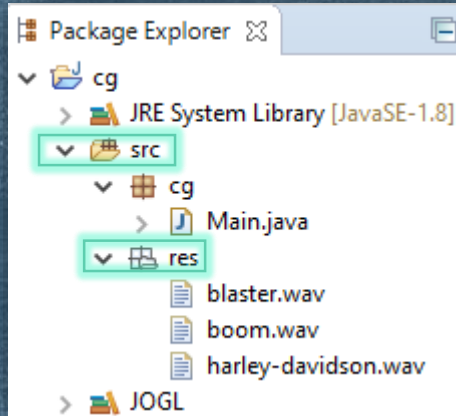 Package Explorer
cg
JRE System Library [JavaSE-1.8]
src
cg
Main.java
res
blaster.wav
boom.wav
harley-davidson.wav
JOGL